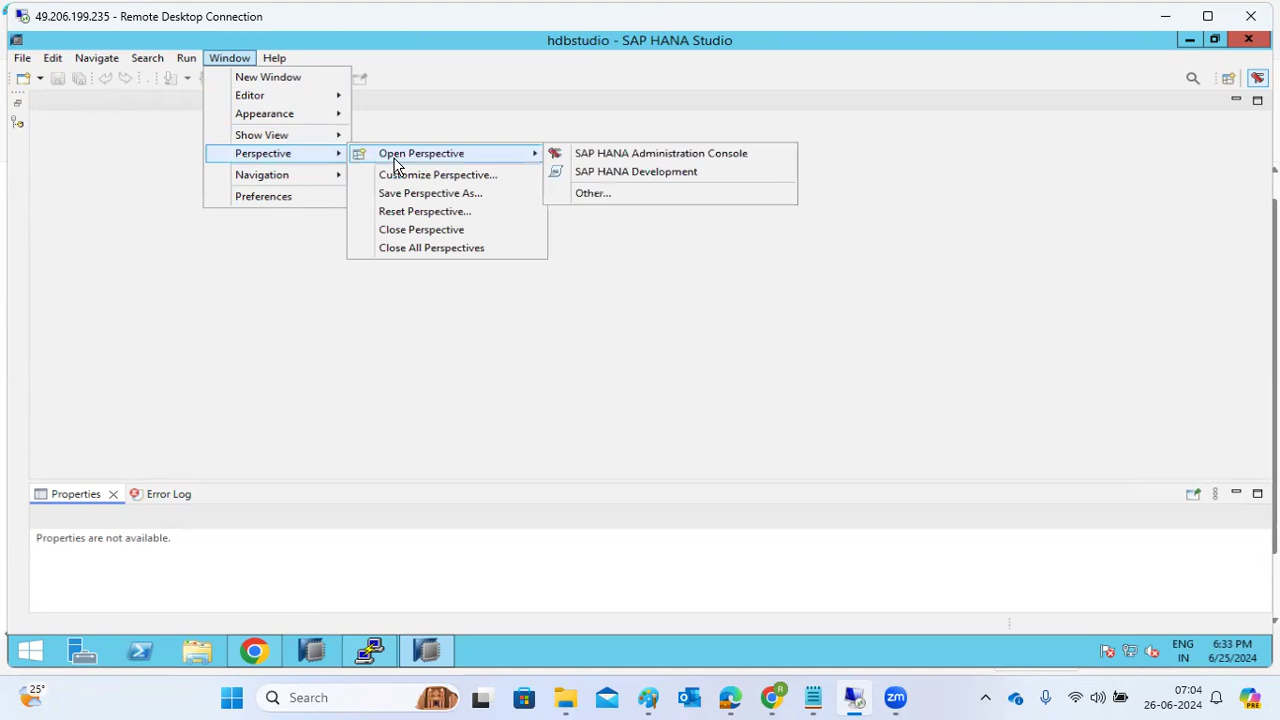 49.206.199.235 - Remote Desktop Connection
hdbstudio - SAP HANA Studio
File Edit Navigate Search Run Window Help
New Window
Editor
Appearance
Show View
Perspective
Navigation
Preferences
Open Perspective
Customize Perspective...
Save Perspective As...
Reset Perspective...
Close Perspective
Close All Perspectives
SAP HANA Administration Console
SAP HANA Development
Other...
Properties Error Log
Properties are not available.
ENG
IN
6:33 PM
6/25/2024
25°
Search
07:04
26-06-2024
R
PRE
zm